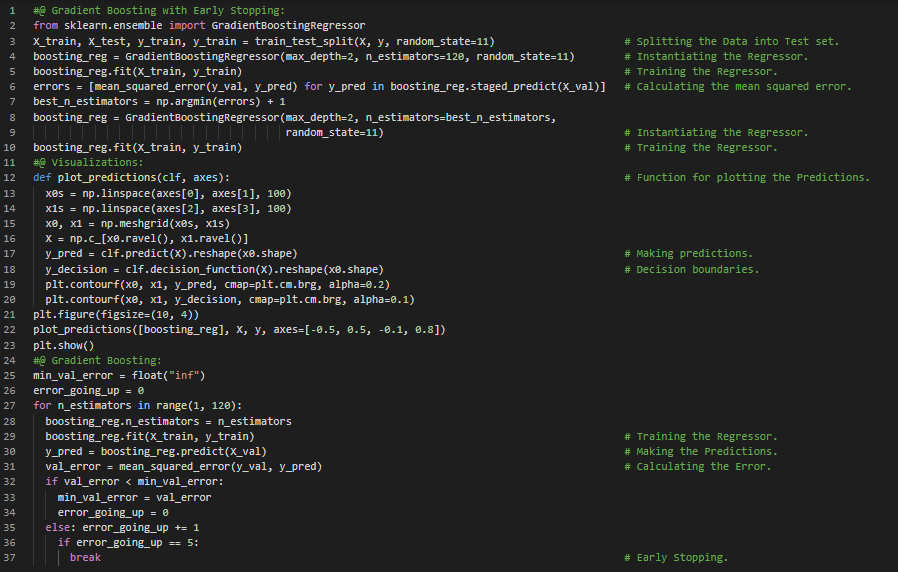 1 #@ Gradient Boosting with Early Stopping:
2 from sklearn.ensemble import GradientBoostingRegressor
3 X_train, X_test, y_train, y_train = train_test_split(X, y, random_state=11) # Splitting the Data into Test set.
4 boosting_reg = GradientBoostingRegressor(max_depth=2, n_estimators=120, random_state=11) # Instantiating the Regressor.
5 boosting_reg.fit(X_train, y_train) # Training the Regressor.
6 errors = [mean_squared_error(y_val, y_pred) for y_pred in boosting_reg.staged_predict(X_val)] # Calculating the mean squared error.
7 best_n_estimators = np.argmin(errors) + 1
8 boosting_reg = GradientBoostingRegressor(max_depth=2, n_estimators=best_n_estimators,
9 random_state=11) # Instantiating the Regressor.
10 boosting_reg.fit(X_train, y_train) # Training the Regressor.
11 #@ Visualizations:
12 def plot_predictions(clf, axes): # Function for plotting the Predictions.
13 x0s = np.linspace(axes[0], axes[1], 100)
14 x1s = np.linspace(axes[2], axes[3], 100)
15 x0, x1 = np.meshgrid(x0s, x1s)
16 X = np.c_[x0.ravel(), x1.ravel()]
17 y_pred = clf.predict(X).reshape(x0.shape) # Making predictions.
18 y_decision = clf.decision_function(X).reshape(x0.shape) # Decision boundaries.
19 plt.contourf(x0, x1, y_pred, cmap=plt.cm.brg, alpha=0.2)
20 plt.contourf(x0, x1, y_decision, cmap=plt.cm.brg, alpha=0.1)
21 plt.figure(figsize=(10, 4))
22 plot_predictions([boosting_reg], X, y, axes=[-0.5, 0.5, -0.1, 0.8])
23 plt.show()
24 #@ Gradient Boosting:
25 min_val_error = float("inf")
26 error_going_up = 0
27 for n_estimators in range(1, 120):
28 boosting_reg.n_estimators = n_estimators
29 boosting_reg.fit(X_train, y_train) # Training the Regressor.
30 y_pred = boosting_reg.predict(X_val) # Making the Predictions.
31 val_error = mean_squared_error(y_val, y_pred) # Calculating the Error.
32 if val_error < min_val_error:
33 min_val_error = val_error
34 error_going_up = 0
35 else: error_going_up += 1
36 if error_going_up == 5:
37 break # Early Stopping.